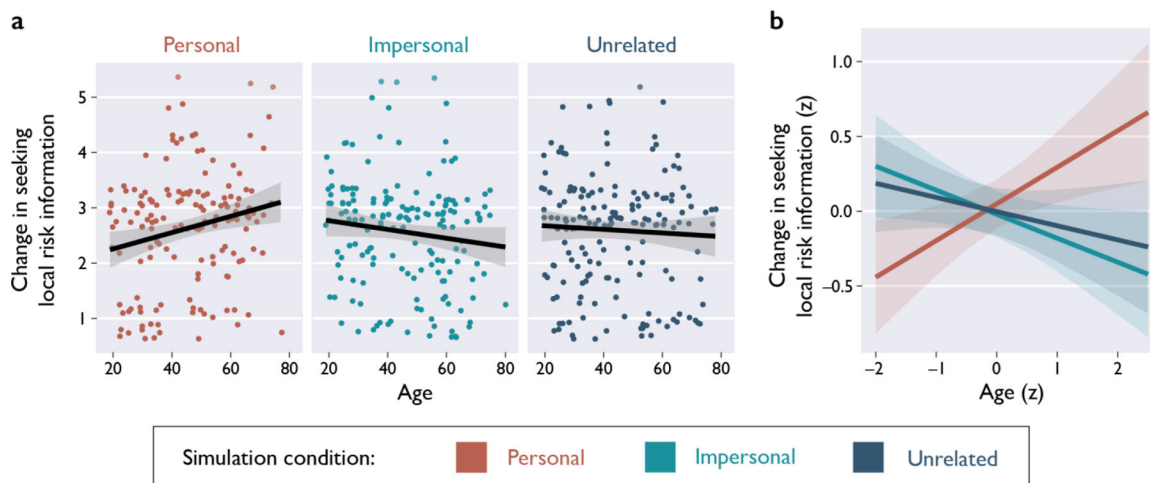 a
Personal
Impersonal
Unrelated
Change in seeking
local risk information
5
4
3
2
1
20 40 60 80
20 40 60 80
20 40 60 80
Age
b
Change in seeking
local risk information (z)
1.0
0.5
0.0
−0.5
−2 −1 0 1 2
Age (z)
Simulation condition: Personal Impersonal Unrelated